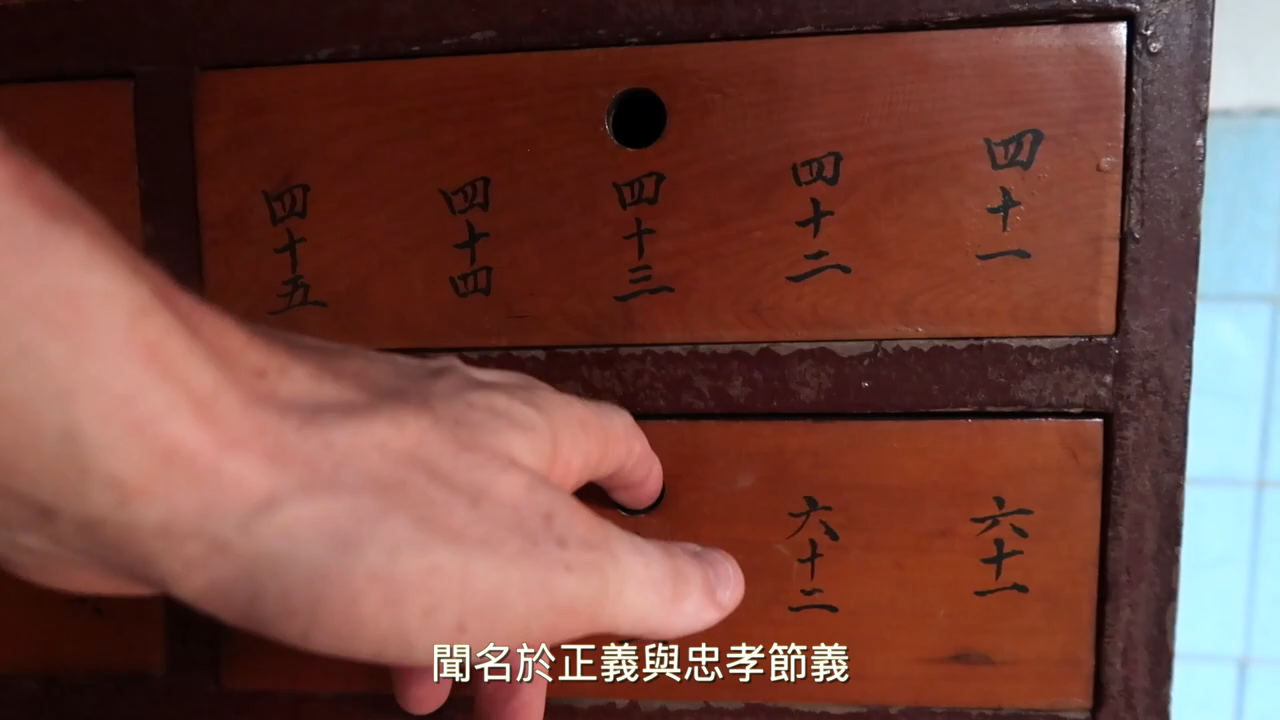 四十一
四十二
四十三
四十四
四十五
六十一
六十二
聞名於正義與忠孝節義